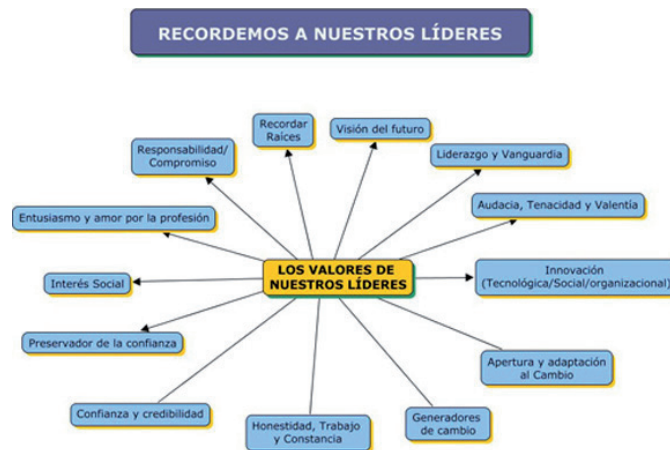 RECORDEMOS A NUESTROS LÍDERES
Recordar
Raíces
Visión del futuro
Responsabilidad/
Compromiso
Liderazgo y Vanguardia
Entusiasmo y amor por la profesión
Audacia, Tenacidad y Valentía
LOS VALORES DE
NUESTROS LÍDERES
Interés Social
Innovación
(Tecnológica/Social/organizacional)
Preservador de la confianza
Apertura y adaptación
al Cambio
Confianza y credibilidad
Honestidad, Trabajo
y Constancia
Generadores
de cambio